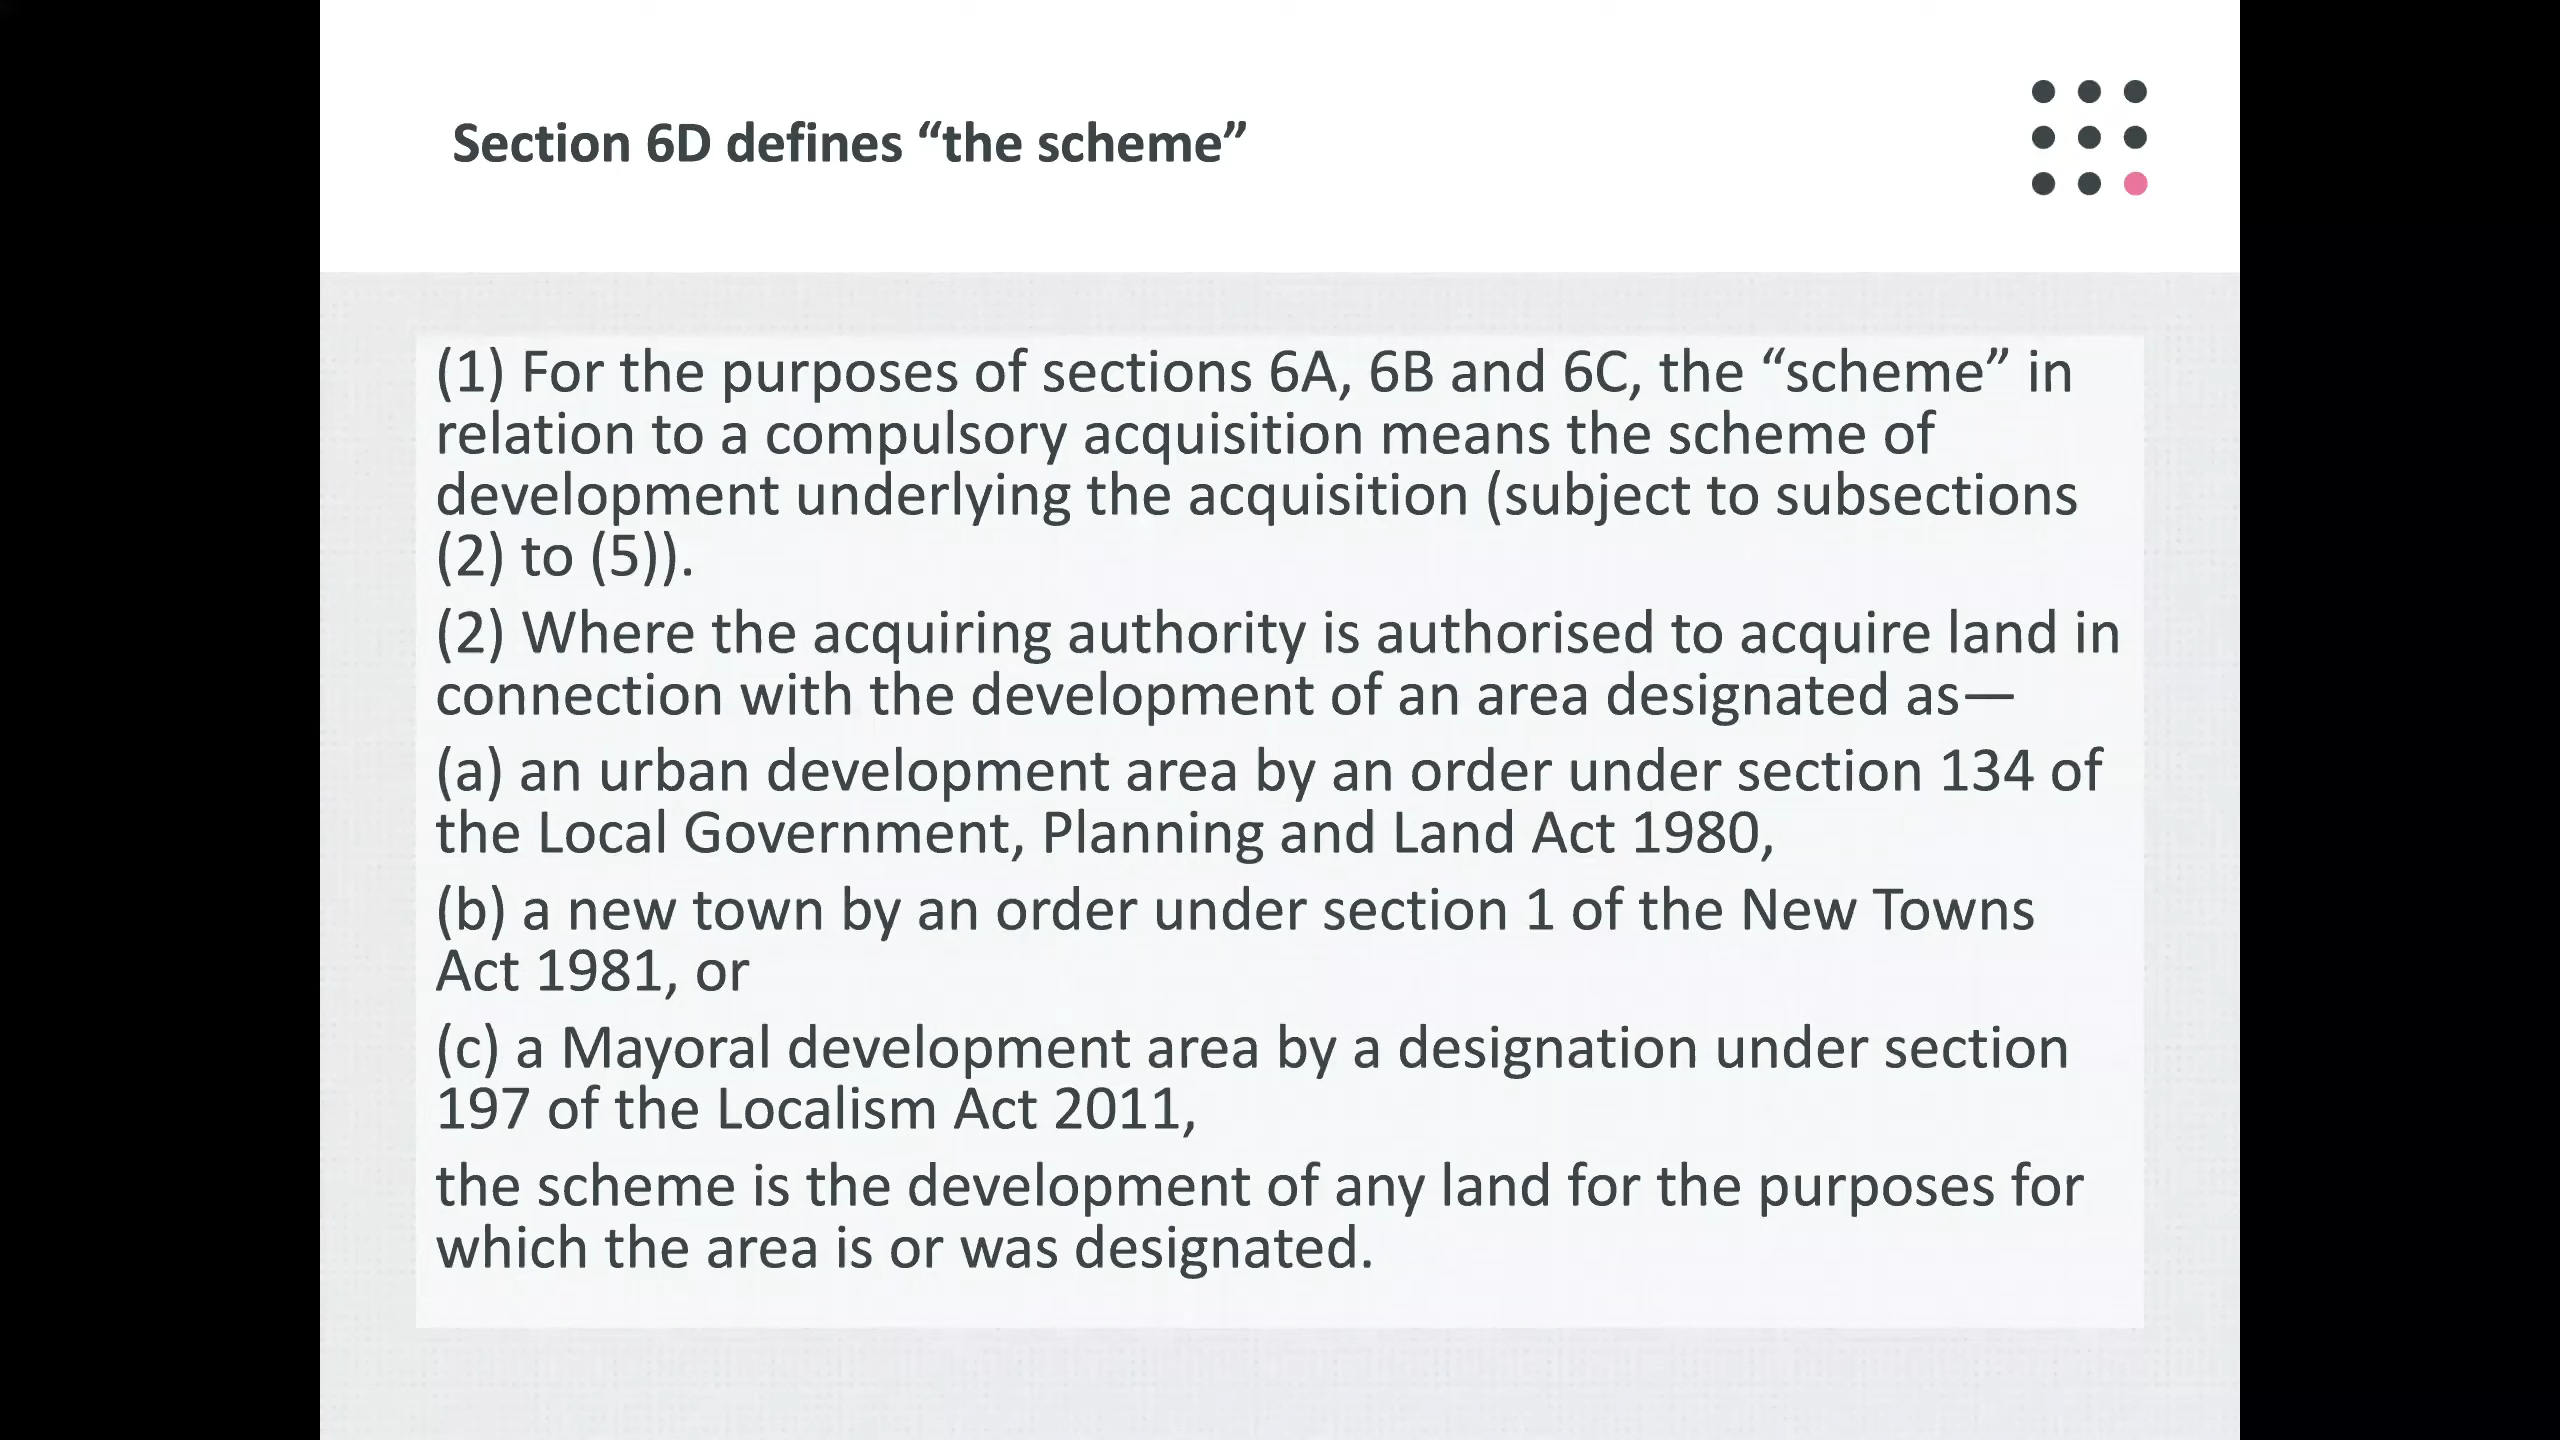 Section 6D defines “the scheme”
(1) For the purposes of sections 6A, 6B and 6C, the “scheme” in
relation to a compulsory acquisition means the scheme of
development underlying the acquisition (subject to subsections
(2) to (5)).
(2) Where the acquiring authority is authorised to acquire land in
connection with the development of an area designated as—
(a) an urban development area by an order under section 134 of
the Local Government, Planning and Land Act 1980,
(b) a new town by an order under section 1 of the New Towns
Act 1981, or
(c) a Mayoral development area by a designation under section
197 of the Localism Act 2011,
the scheme is the development of any land for the purposes for
which the area is or was designated.